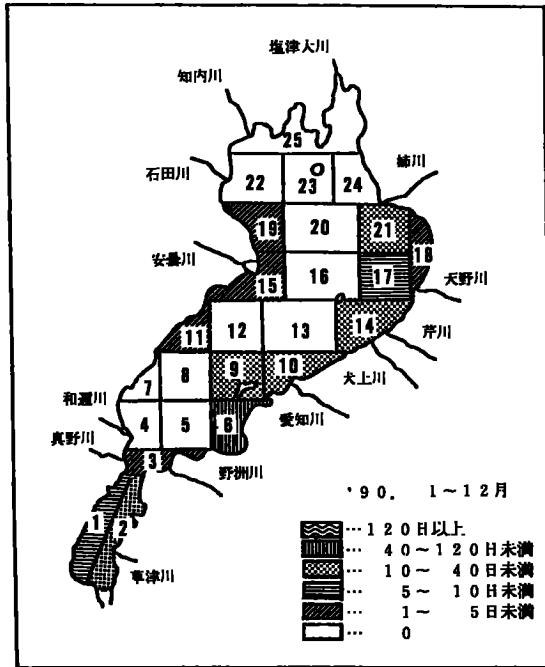 塩津大川
知内川
25
石田川
姉川
22
23
24
19
20
21
18
安曇川
15
16
17
天野川
11
12
13
14
芹川
犬上川
7
8
9
10
和邇川
愛知川
4
5
6
真野川
3
野洲川
'90. 1～12月
1
2
…120日以上
…40～120日未満
…10～40日未満
草津川
…5～10日未満
…1～5日未満
…0